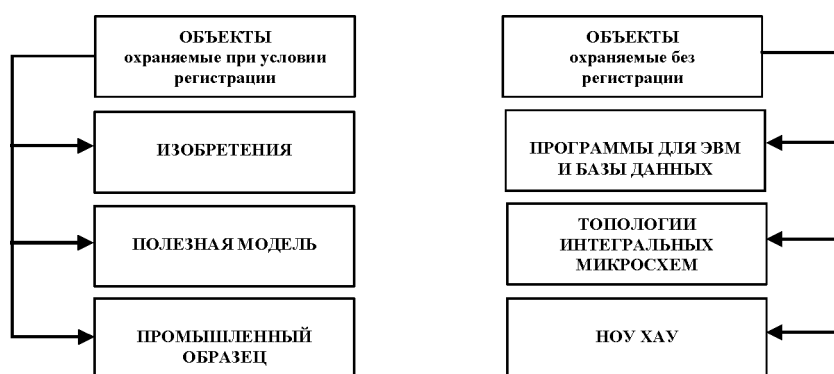 ОБЪЕКТЫ
охраняемые при условии
регистрации
ИЗОБРЕТЕНИЯ
ПОЛЕЗНАЯ МОДЕЛЬ
ПРОМЫШЛЕННЫЙ
ОБРАЗЕЦ
ОБЪЕКТЫ
охраняемые без
регистрации
ПРОГРАММЫ ДЛЯ ЭВМ
И БАЗЫ ДАННЫХ
ТОПОЛОГИИ
ИНТЕГРАЛЬНЫХ
МИКРОСХЕМ
НОУ ХАУ